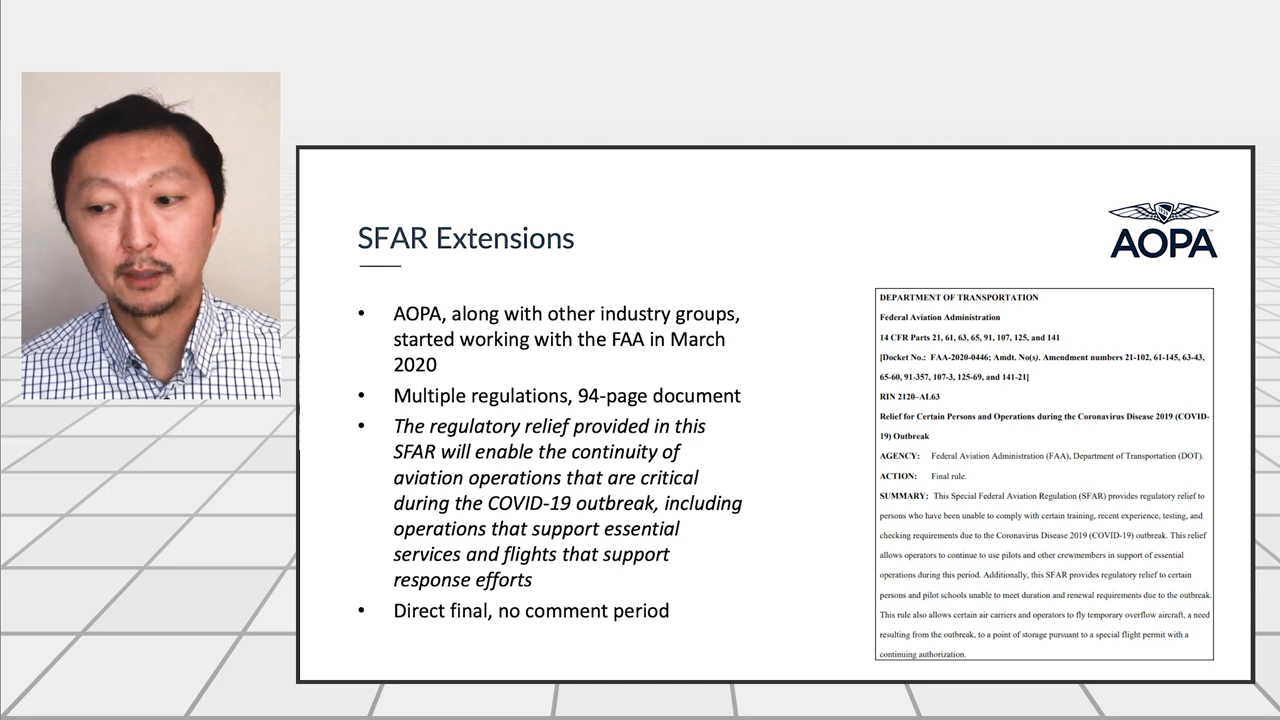 SFAR Extensions
AOPA
• AOPA, along with other industry groups,
started working with the FAA in March
2020
• Multiple regulations, 94-page document
• The regulatory relief provided in this
SFAR will enable the continuity of
aviation operations that are critical
during the COVID-19 outbreak, including
operations that support essential
services and flights that support
response efforts
• Direct final, no comment period
DEPARTMENT OF TRANSPORTATION
Federal Aviation Administration
14 CFR Parts 21, 61, 63, 65, 91, 107, 125, and 141
[Docket No.: FAA-2020-0446; Amdt. No(s). Amendment numbers 21-102, 61-145, 63-43,
65-60, 91-357, 107-3, 125-69, and 141-21]
RIN 2120–AL63
Relief for Certain Persons and Operations during the Coronavirus Disease 2019 (COVID-
19) Outbreak
AGENCY: Federal Aviation Administration (FAA), Department of Transportation (DOT).
ACTION: Final rule.
SUMMARY: This Special Federal Aviation Regulation (SFAR) provides regulatory relief to
persons who have been unable to comply with certain training, recent experience, testing, and
checking requirements due to the Coronavirus Disease 2019 (COVID-19) outbreak. This relief
allows operators to continue to use pilots and other crewmembers in support of essential
operations during this period. Additionally, this SFAR provides regulatory relief to certain
persons and pilot schools unable to meet duration and renewal requirements due to the outbreak.
This rule also allows certain air carriers and operators to fly temporary overflow aircraft, a need
resulting from the outbreak, to a point of storage pursuant to a special flight permit with a
continuing authorization.